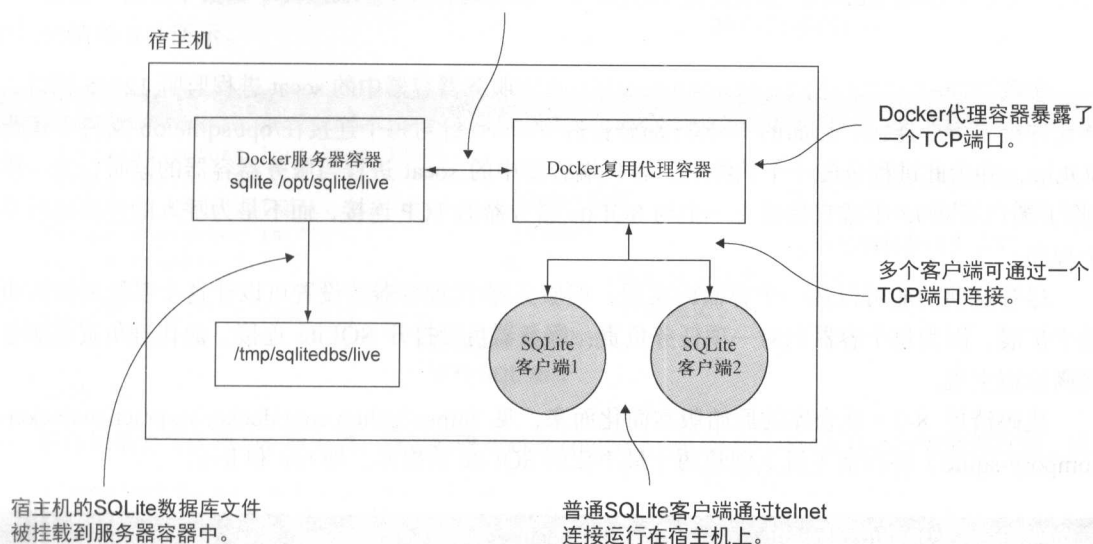 宿主机
Docker服务器容器
sqlite /opt/sqlite/live
Docker复用代理容器
Docker代理容器暴露了
一个TCP端口。
多个客户端可通过一个
TCP端口连接。
/tmp/sqlitedbs/live
SQLite
客户端1
SQLite
客户端2
宿主机的SQLite数据库文件
被挂载到服务器容器中。
普通SQLite客户端通过telnet
连接运行在宿主机上。